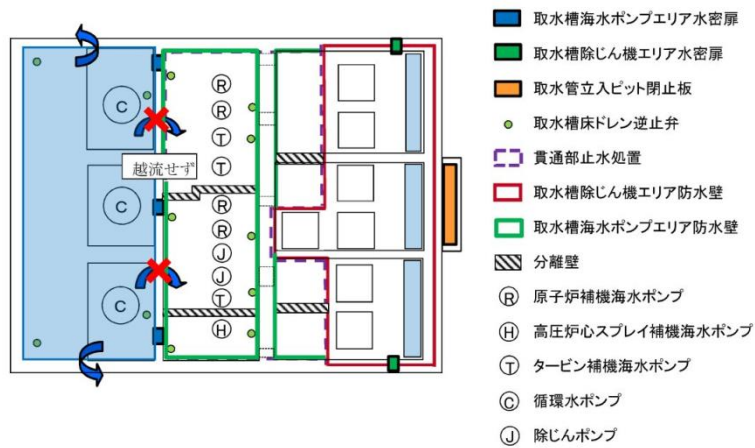 C
C
C
越流せず
R
R
T
T
R
R
J
J
T
H
取水槽海水ポンプエリア水密扉
取水槽除じん機エリア水密扉
取水管立入ピット閉止板
取水槽床ドレン逆止弁
貫通部止水処置
取水槽除じん機エリア防水壁
取水槽海水ポンプエリア防水壁
分離壁
R 原子炉補機海水ポンプ
H 高圧炉心スプレイ補機海水ポンプ
T タービン補機海水ポンプ
C 循環水ポンプ
J 除じんポンプ